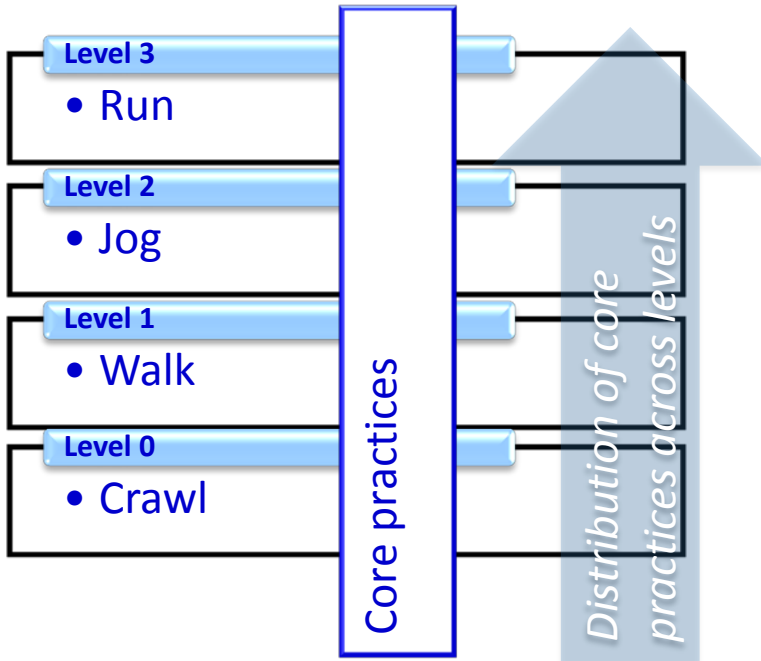 Level 3
• Run
Level 2
• Jog
Level 1
• Walk
Level 0
• Crawl
Core practices
Distribution of core
practices across levels